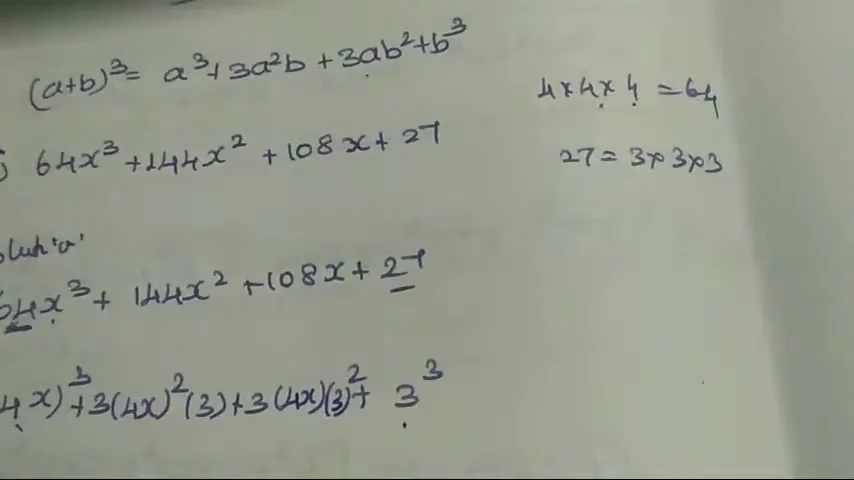 (a+b)³= a³+3a²b +3ab²+b³
4×4×4 =64
64x³+144x² +108x+27
27= 3×3×3
64x³+ 144x² +108x+27
4x)³+3(4x)²(3)+3(4x)(3)²+ 3³